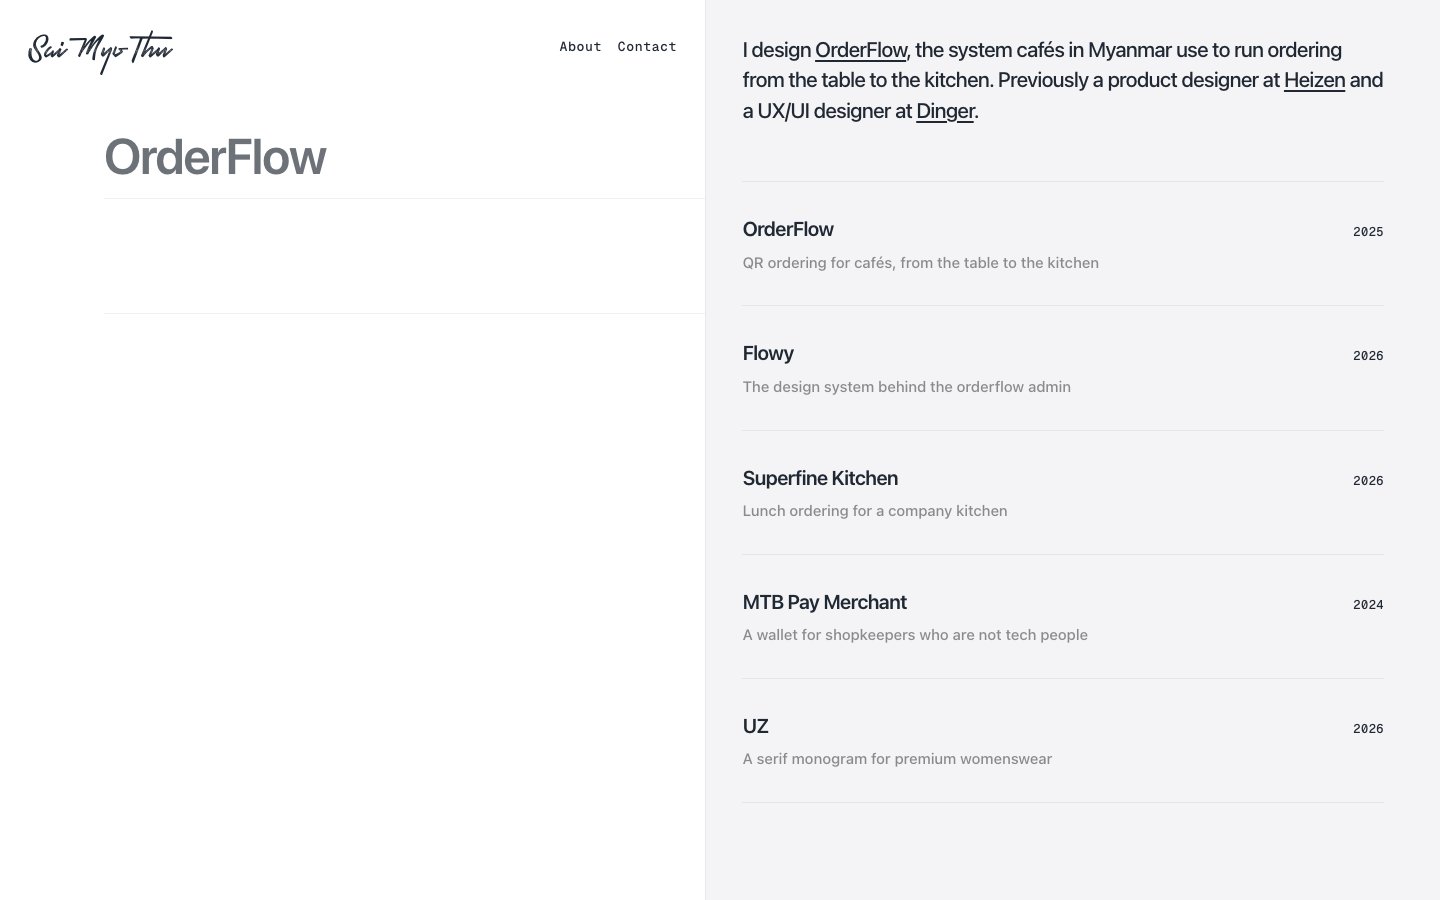 Sai Myo Thu
About Contact
OrderFlow
I design OrderFlow, the system cafés in Myanmar use to run ordering
from the table to the kitchen. Previously a product designer at Heizen and
a UX/UI designer at Dinger.
OrderFlow 2025
QR ordering for cafés, from the table to the kitchen
Flowy 2026
The design system behind the orderflow admin
Superfine Kitchen 2026
Lunch ordering for a company kitchen
MTB Pay Merchant 2024
A wallet for shopkeepers who are not tech people
UZ 2026
A serif monogram for premium womenswear